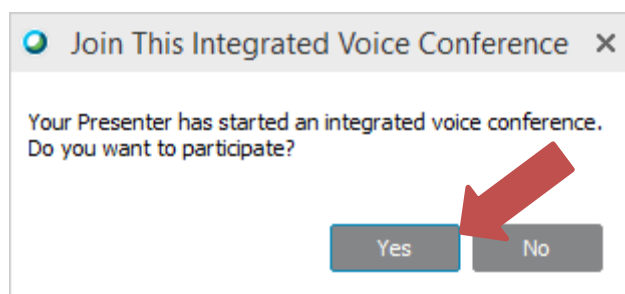 Join This Integrated Voice Conference
Your Presenter has started an integrated voice conference.
Do you want to participate?
Yes No